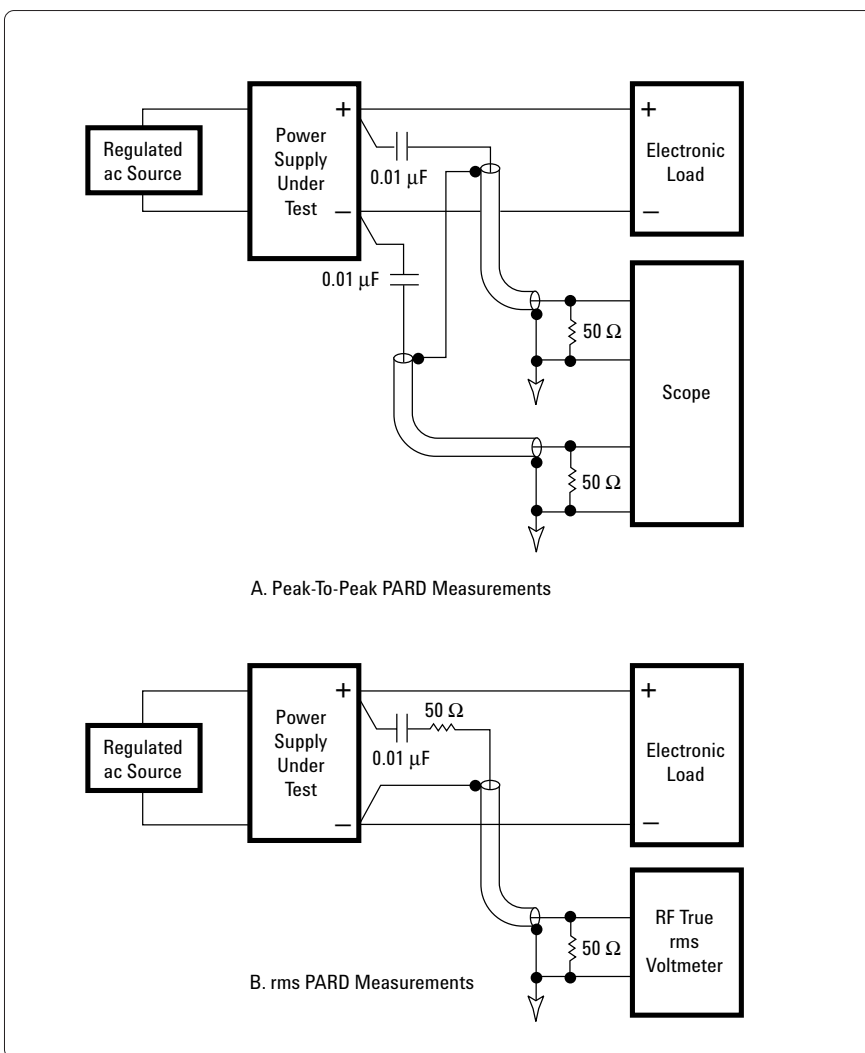 Regulated
ac Source
Power
Supply
Under
Test
+
−
0.01 μF
0.01 μF
+
Electronic
Load
−
50 Ω
Scope
50 Ω
A. Peak-To-Peak PARD Measurements
Regulated
ac Source
Power
Supply
Under
Test
+
−
50 Ω
0.01 μF
+
Electronic
Load
−
50 Ω
RF True
rms
Voltmeter
B. rms PARD Measurements